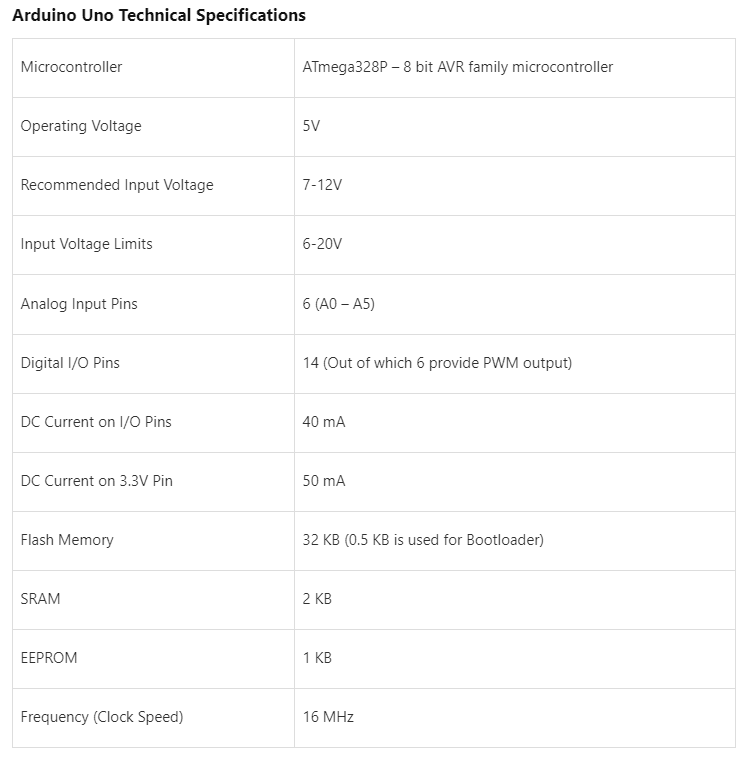 Arduino Uno Technical Specifications
Microcontroller ATmega328P – 8 bit AVR family microcontroller
Operating Voltage 5V
Recommended Input Voltage 7-12V
Input Voltage Limits 6-20V
Analog Input Pins 6 (A0 – A5)
Digital I/O Pins 14 (Out of which 6 provide PWM output)
DC Current on I/O Pins 40 mA
DC Current on 3.3V Pin 50 mA
Flash Memory 32 KB (0.5 KB is used for Bootloader)
SRAM 2 KB
EEPROM 1 KB
Frequency (Clock Speed) 16 MHz